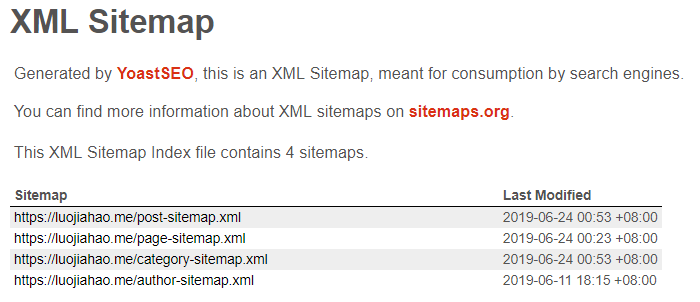 XML Sitemap
Generated by YoastSEO, this is an XML Sitemap, meant for consumption by search engines.
You can find more information about XML sitemaps on sitemaps.org.
This XML Sitemap Index file contains 4 sitemaps.
Sitemap Last Modified
https://luojiahao.me/post-sitemap.xml 2019-06-24 00:53 +08:00
https://luojiahao.me/page-sitemap.xml 2019-06-24 00:23 +08:00
https://luojiahao.me/category-sitemap.xml 2019-06-24 00:53 +08:00
https://luojiahao.me/author-sitemap.xml 2019-06-11 18:15 +08:00